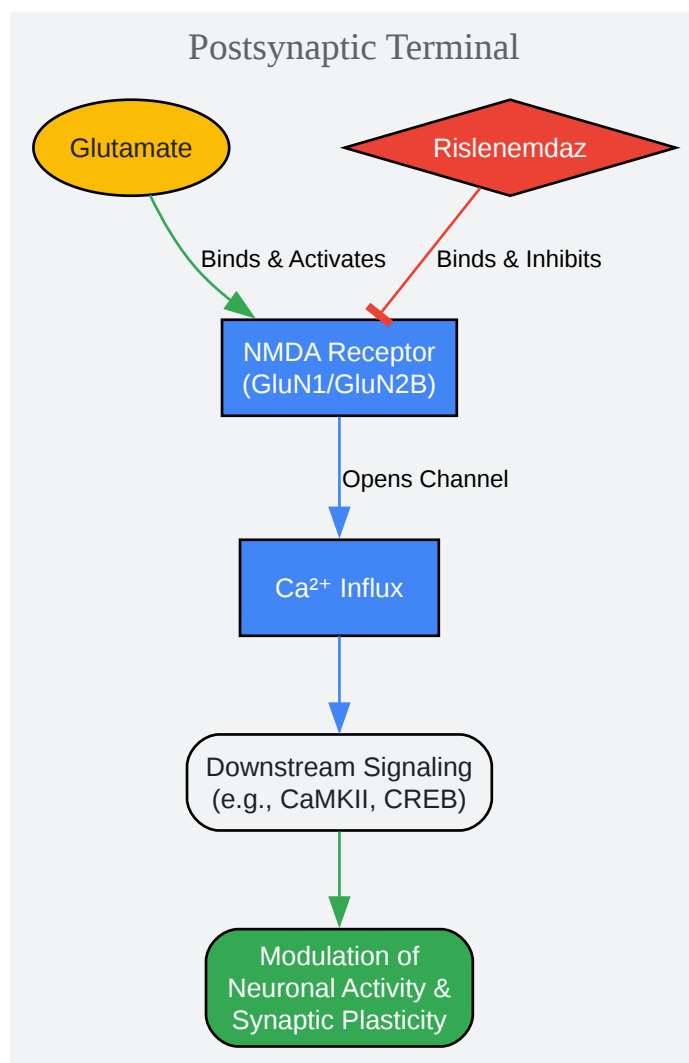 Postsynaptic Terminal
Glutamate
Rislenemdaz
Binds & Activates
Binds & Inhibits
NMDA Receptor
(GluN1/GluN2B)
Opens Channel
Ca²⁺ Influx
Downstream Signaling
(e.g., CaMKII, CREB)
Modulation of
Neuronal Activity &
Synaptic Plasticity